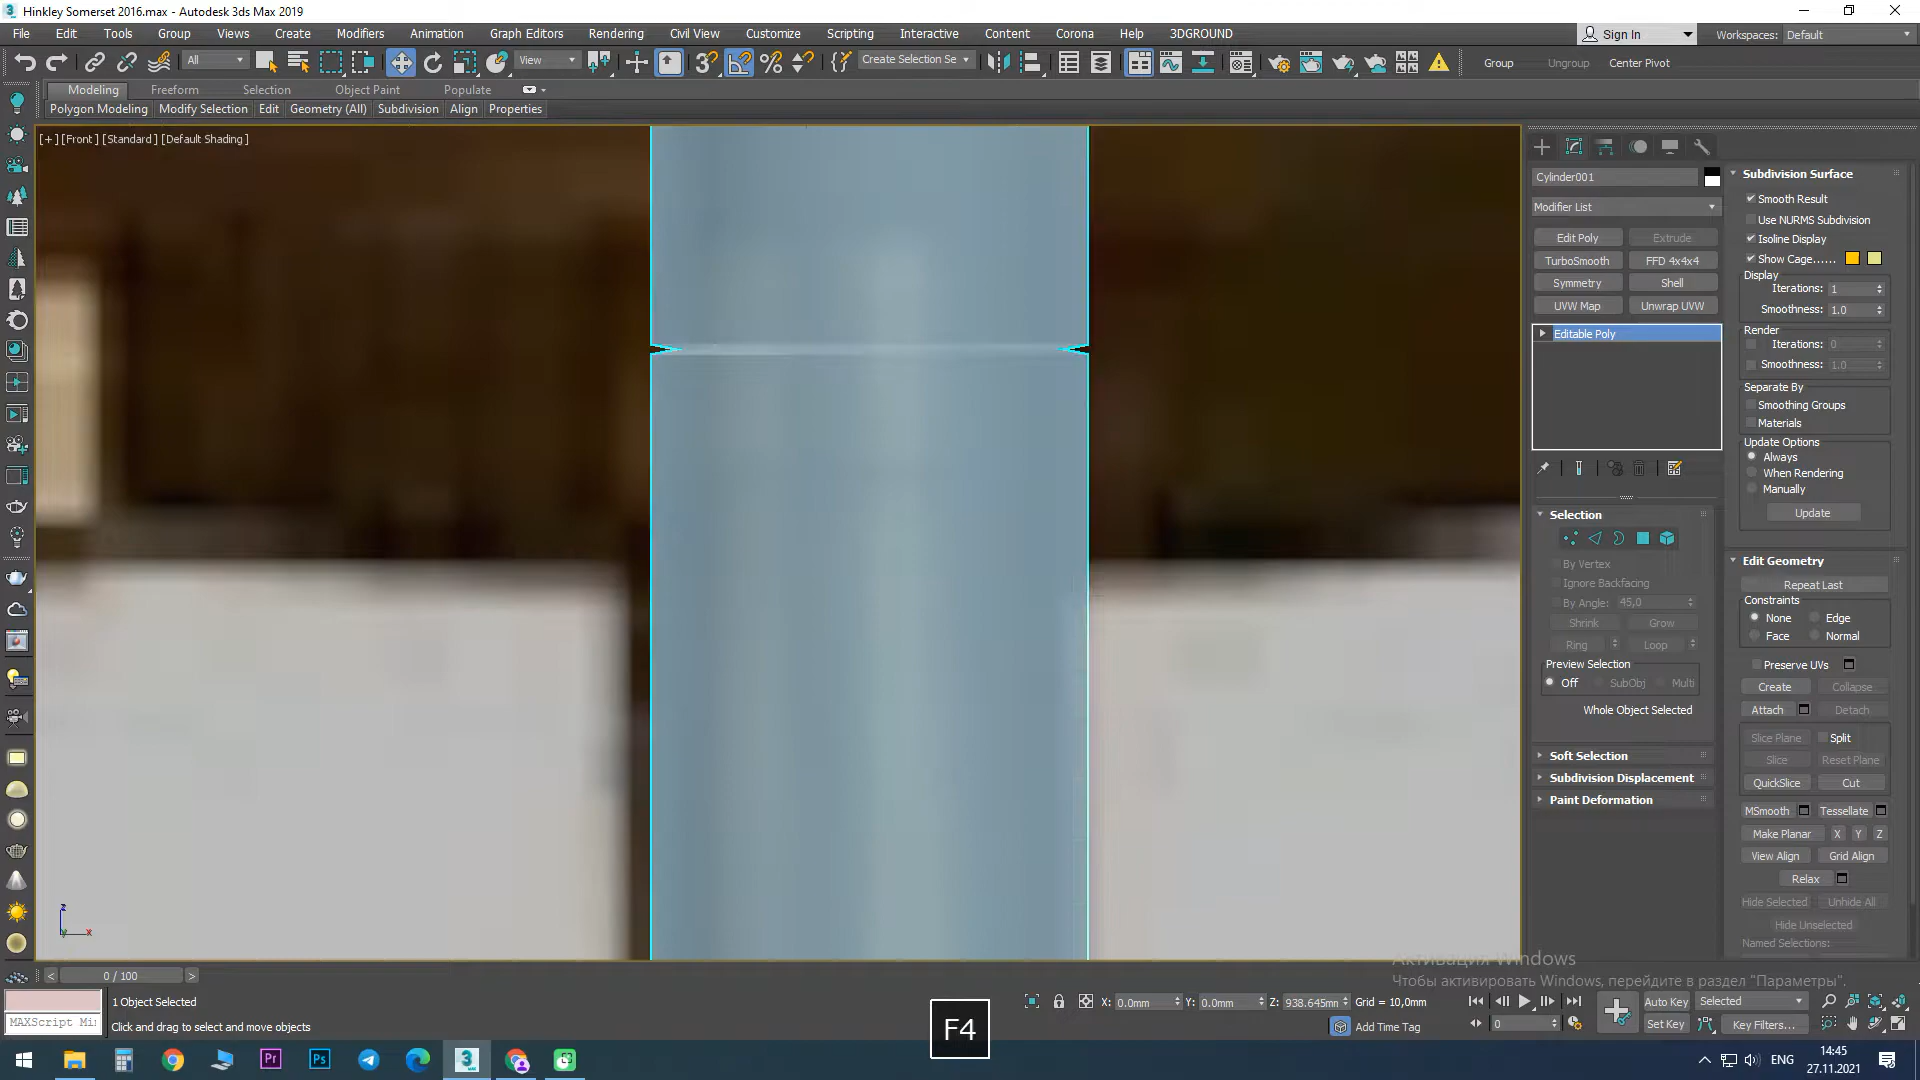 Hinkley Somerset 2016.max - Autodesk 3ds Max 2019
File Edit Tools Group Views Create Modifiers Animation Graph Editors Rendering Civil View Customize Scripting Interactive Content Corona Help 3DGROUND
Sign In
Workspaces: Default
All
View
Create Selection Se
Group Ungroup Center Pivot
Modeling Freeform Selection Object Paint Populate
Polygon Modeling Modify Selection Edit Geometry (All) Subdivision Align Properties
[+] [Front] [Standard] [Default Shading]
Cylinder001
Modifier List
Edit Poly Extrude
TurboSmooth FFD 4x4x4
Symmetry Shell
UVW Map Unwrap UVW
Editable Poly
Selection
By Vertex
Ignore Backfacing
By Angle: 45,0
Shrink Grow
Ring Loop
Preview Selection
Off SubObj Multi
Whole Object Selected
Soft Selection
Subdivision Displacement
Paint Deformation
Subdivision Surface
Smooth Result
Use NURMS Subdivision
Isoline Display
Show Cage......
Display
Iterations: 1
Smoothness: 1.0
Render
Iterations: 0
Smoothness: 1.0
Separate By
Smoothing Groups
Materials
Update Options
Always
When Rendering
Manually
Update
Edit Geometry
Repeat Last
Constraints
None Edge
Face Normal
Preserve UVs
Create Collapse
Attach Detach
Slice Plane Split
Slice Reset Plane
QuickSlice Cut
MSmooth Tessellate
Make Planar X Y Z
View Align Grid Align
Relax
Hide Selected Unhide All
Hide Unselected
Named Selections:
z
x
Активация Windows
Чтобы активировать Windows, перейдите в раздел "Параметры".
< 0 / 100 >
1 Object Selected
MAXScript Mi
Click and drag to select and move objects
F4
X: 0.0mm Y: 0.0mm Z: 938.645mm Grid = 10,0mm
Add Time Tag
0
Auto Key Selected
Set Key Key Filters...
Pr
Ps
3
ENG
14:45
27.11.2021